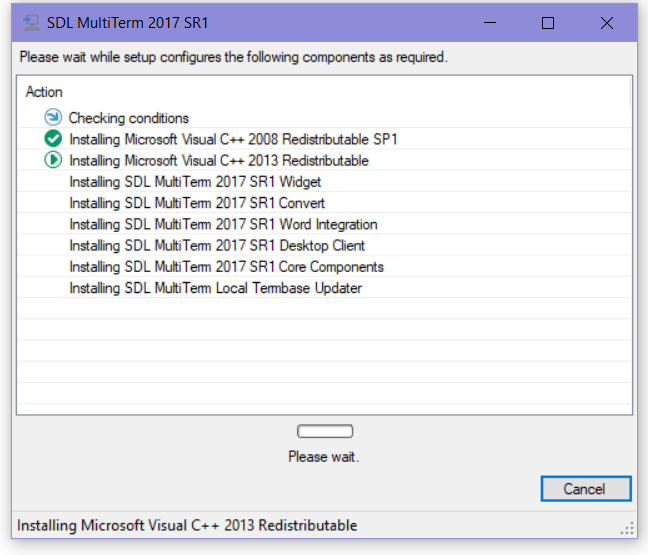 SDL MultiTerm 2017 SR1
Please wait while setup configures the following components as required.
Action
Checking conditions
Installing Microsoft Visual C++ 2008 Redistributable SP1
Installing Microsoft Visual C++ 2013 Redistributable
Installing SDL MultiTerm 2017 SR1 Widget
Installing SDL MultiTerm 2017 SR1 Convert
Installing SDL MultiTerm 2017 SR1 Word Integration
Installing SDL MultiTerm 2017 SR1 Desktop Client
Installing SDL MultiTerm 2017 SR1 Core Components
Installing SDL MultiTerm Local Termbase Updater
Please wait.
Cancel
Installing Microsoft Visual C++ 2013 Redistributable